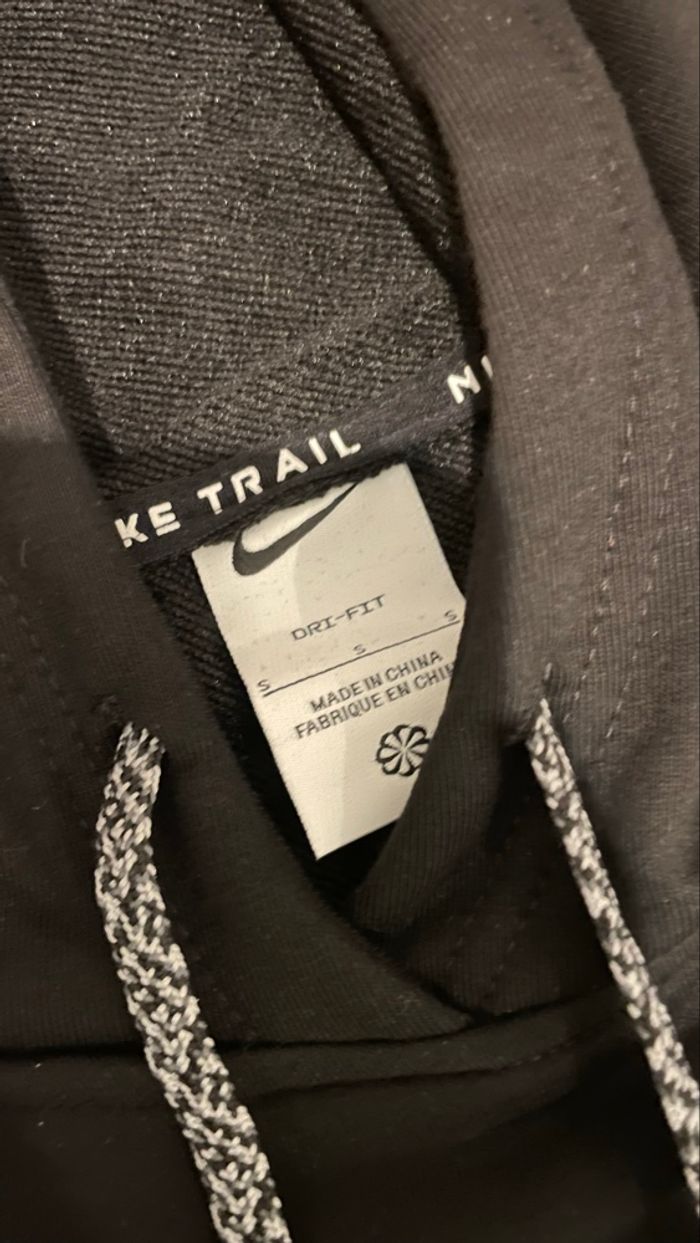 KE TRAIL
N
DRI-FIT
S S S
MADE IN CHINA
FABRIQUE EN CHIN